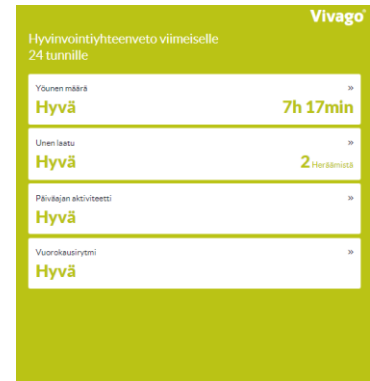 Vivago
Hyvinvointiyhteenveto viimeiselle
24 tunnille
Yöunen määrä »
Hyvä 7h 17min
Unen laatu »
Hyvä 2 Heräämistä
Päiväajan aktiviteetti »
Hyvä
Vuorokausirytmi »
Hyvä